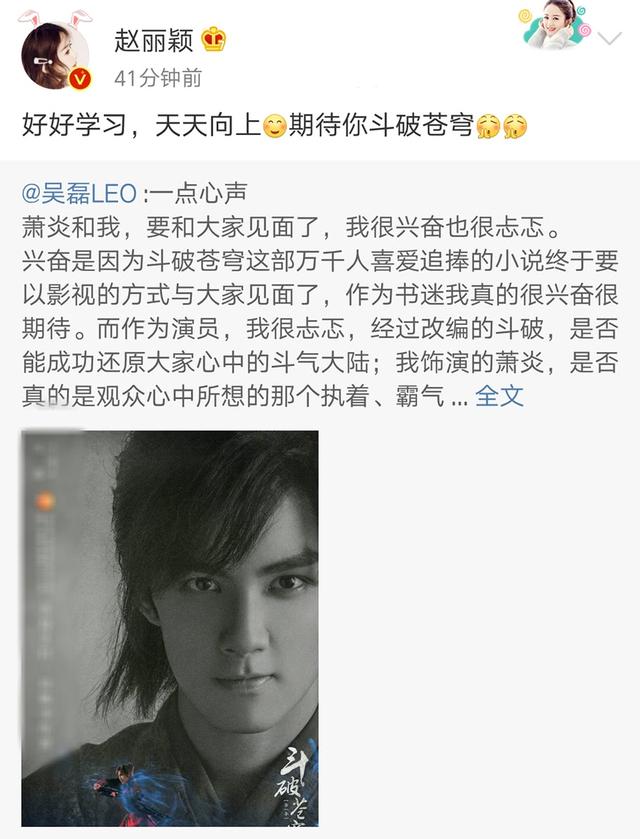 赵丽颖
41分钟前
好好学习，天天向上期待你斗破苍穹
@吴磊LEO :一点心声
萧炎和我，要和大家见面了，我很兴奋也很忐忑。
兴奋是因为斗破苍穹这部万千人喜爱追捧的小说终于要
以影视的方式与大家见面了，作为书迷我真的很兴奋很
期待。而作为演员，我很忐忑，经过改编的斗破，是否
能成功还原大家心中的斗气大陆；我饰演的萧炎，是否
真的是观众心中所想的那个执着、霸气 ... 全文
斗破苍穹